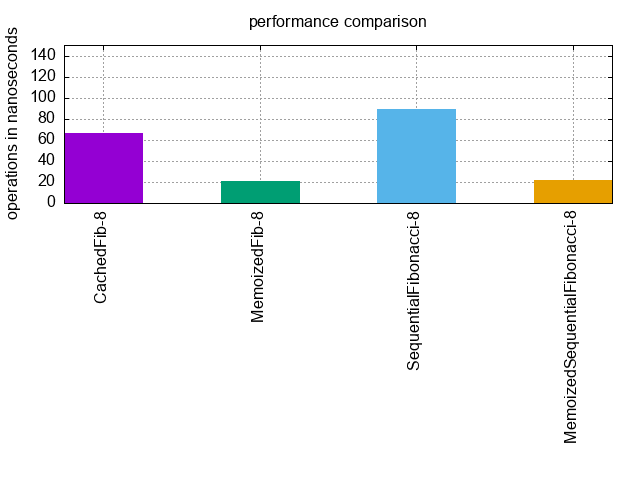 performance comparison
operations in nanoseconds
140
120
100
80
60
40
20
0
CachedFib-8
MemoizedFib-8
SequentialFibonacci-8
MemoizedSequentialFibonacci-8